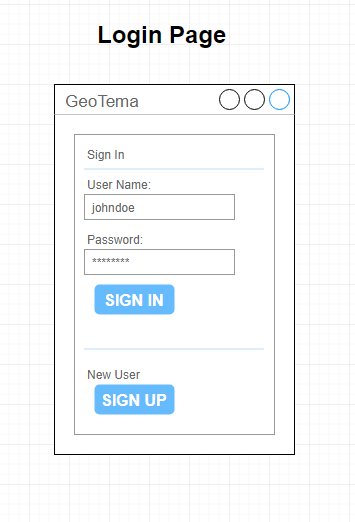 Login Page
GeoTema
Sign In
User Name:
johndoe
Password:
********
SIGN IN
New User
SIGN UP